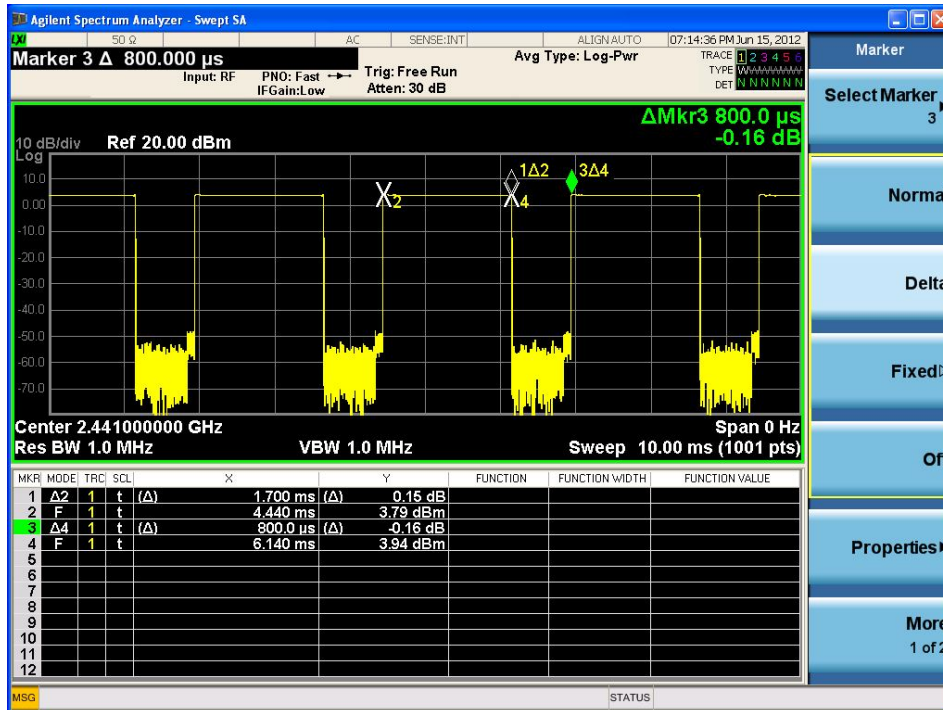 Agilent Spectrum Analyzer - Swept SA
LXI 50 Ω AC SENSE:INT ALIGN AUTO 07:14:36 PM Jun 15, 2012
Marker 3 Δ 800.000 µs
Input: RF PNO: Fast Trig: Free Run Avg Type: Log-Pwr TRACE 1 2 3 4 5 6
IFGain:Low Atten: 30 dB TYPE WWWWWW
DET N N N N N N
ΔMkr3 800.0 µs
-0.16 dB
10 dB/div Ref 20.00 dBm
Log
1Δ2 3Δ4
10.0
0.00
X2 X4
-10.0
-20.0
-30.0
-40.0
-50.0
-60.0
-70.0
Center 2.441000000 GHz Span 0 Hz
Res BW 1.0 MHz VBW 1.0 MHz Sweep 10.00 ms (1001 pts)
MKR MODE TRC SCL X Y FUNCTION FUNCTION WIDTH FUNCTION VALUE
1 Δ2 1 t (Δ) 1.700 ms (Δ) 0.15 dB
2 F 1 t 4.440 ms 3.79 dBm
3 Δ4 1 t (Δ) 800.0 µs (Δ) -0.16 dB
4 F 1 t 6.140 ms 3.94 dBm
5
6
7
8
9
10
11
12
MSG STATUS
Marker
Select Marker
3
Norma
Delta
Fixed
Of
Properties
More
1 of 2